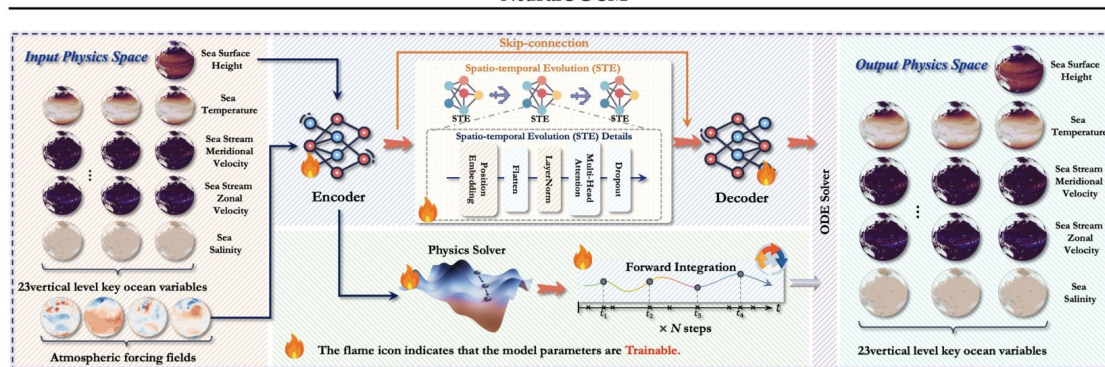 Input Physics Space
Sea Surface
Height
Sea
Temperature
Sea Stream
Meridional
Velocity
Sea Stream
Zonal
Velocity
Sea
Salinity
23vertical level key ocean variables
Atmospheric forcing fields
Skip-connection
Spatio-temporal Evolution (STE)
STE
STE
STE
Spatio-temporal Evolution (STE) Details
Position
Embedding
Flatten
LayerNorm
Multi-Head
Attention
Dropout
Encoder
Decoder
Physics Solver
Forward Integration
t1
t2
t3
t4
t
× N steps
The flame icon indicates that the model parameters are Trainable.
ODE Solver
Output Physics Space
Sea Surface
Height
Sea
Temperature
Sea Stream
Meridional
Velocity
Sea Stream
Zonal
Velocity
Sea
Salinity
23vertical level key ocean variables